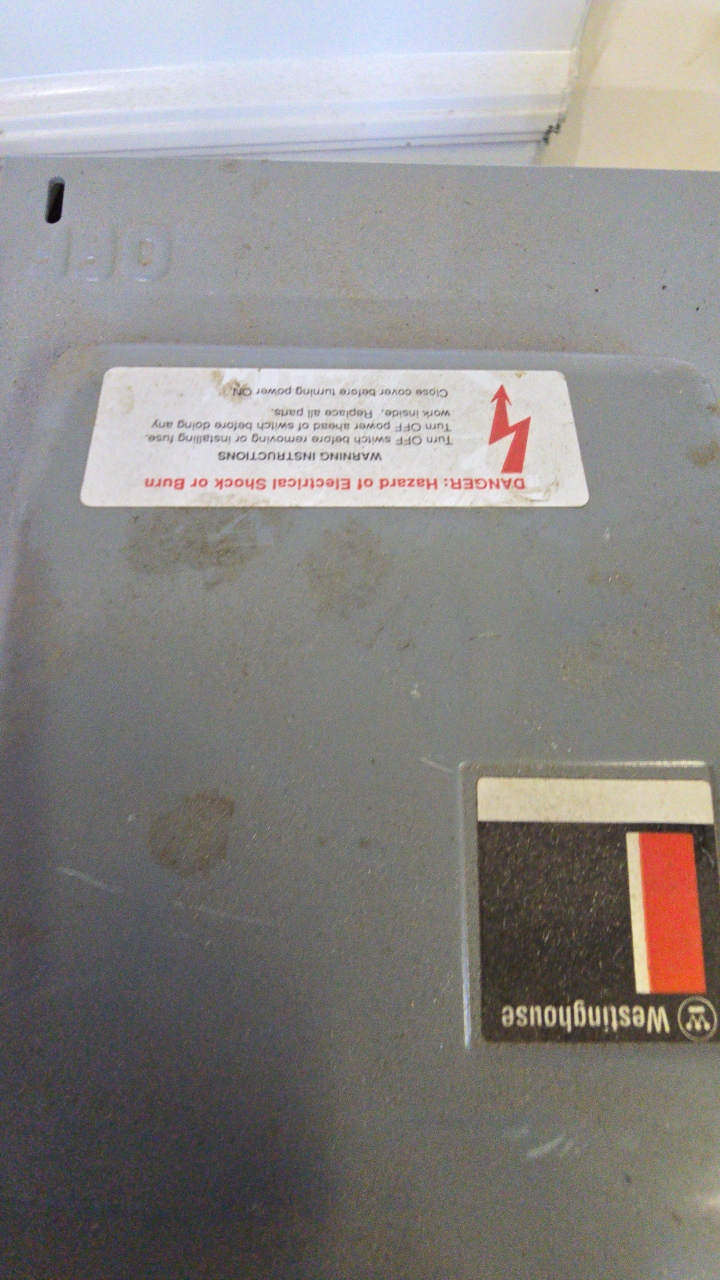 DANGER: Hazard of Electrical Shock or Burn
WARNING INSTRUCTIONS
Turn OFF switch before removing or installing fuse.
Turn OFF power ahead of switch before doing any
work inside. Replace all parts.
Close cover before turning power ON
Westinghouse
OFF